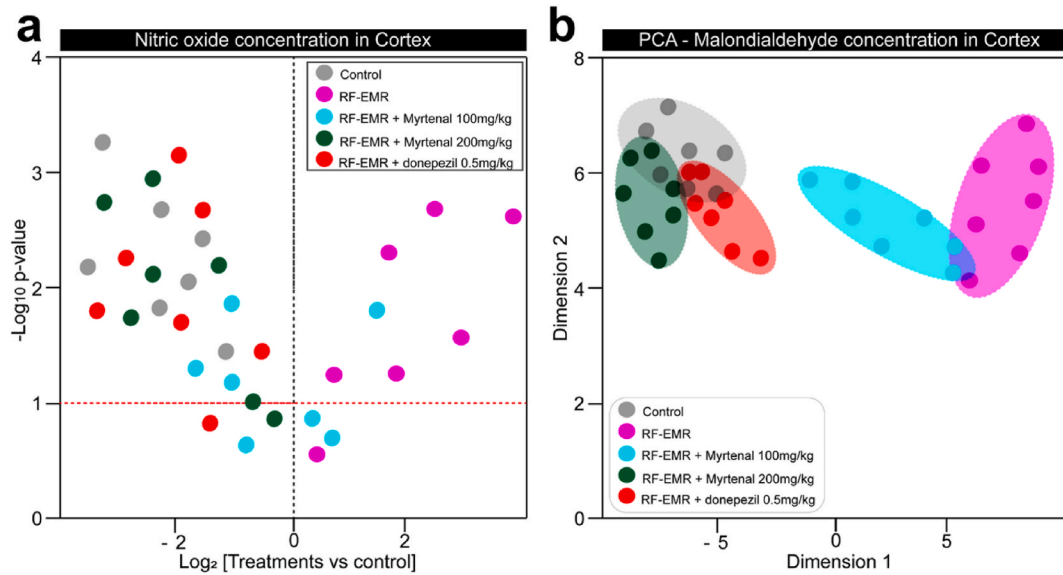 a
Nitric oxide concentration in Cortex
4
3
2
1
0
-Log₁₀ p-value
Control
RF-EMR
RF-EMR + Myrtenal 100mg/kg
RF-EMR + Myrtenal 200mg/kg
RF-EMR + donepezil 0.5mg/kg
- 2
0
2
Log₂ [Treatments vs control]
b
PCA - Malondialdehyde concentration in Cortex
8
6
4
2
0
Dimension 2
Control
RF-EMR
RF-EMR + Myrtenal 100mg/kg
RF-EMR + Myrtenal 200mg/kg
RF-EMR + donepezil 0.5mg/kg
- 5
0
5
Dimension 1